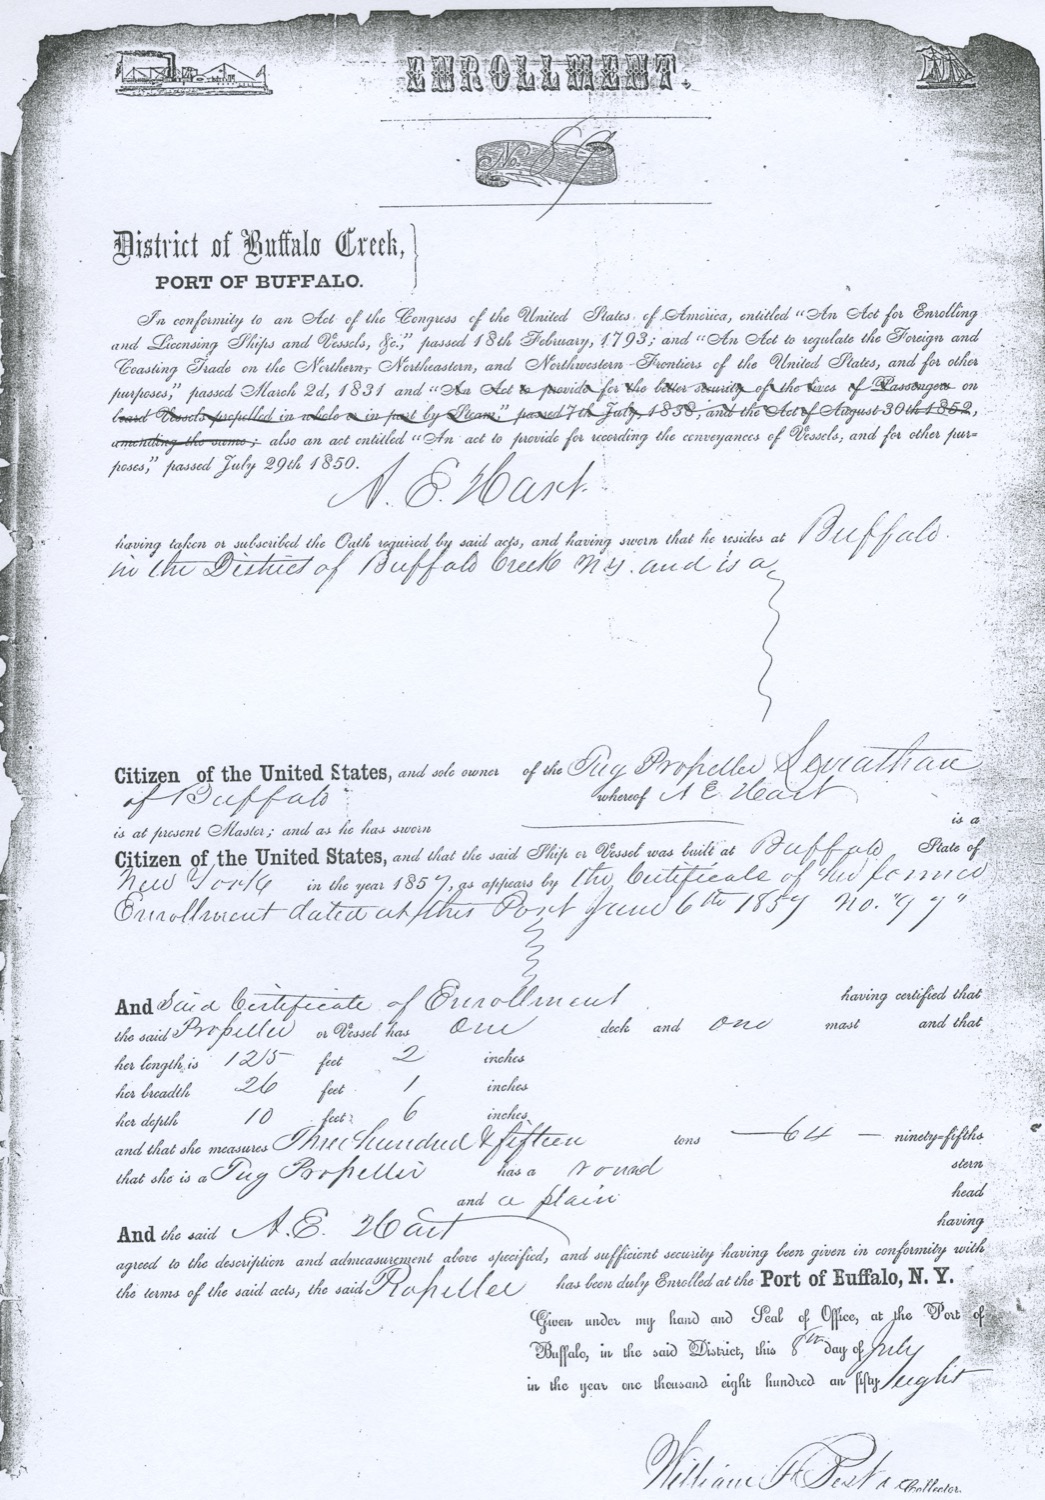 ENROLLMENT.
No. 89
District of Buffalo Creek,
PORT OF BUFFALO.
In conformity to an Act of the Congress of the United States of America, entitled "An Act for Enrolling
and Licensing Ships and Vessels, &c.," passed 18th February, 1793; and "An Act to regulate the Foreign and
Coasting Trade on the Northern, Northeastern, and Northwestern Frontiers of the United States, and for other
purposes," passed March 2d, 1831 and "An Act to provide for the better security of the lives of Passengers on
board Vessels propelled in whole or in part by Steam," passed 7th July, 1838, and the Act of August 30th 1852,
amending the same; also an act entitled "An act to provide for recording the conveyances of Vessels, and for other pur=
poses," passed July 29th 1850.
A. E. Hart
having taken or subscribed the Oath required by said acts, and having sworn that he resides at Buffalo
in the District of Buffalo Creek N.Y. and is a
Citizen of the United States, and sole owner of the Tug Propeller Leviathan
of Buffalo whereof A E Hart
is at present Master; and as he has sworn is a
Citizen of the United States, and that the said Ship or Vessel was built at Buffalo State of
New York in the year 1857, as appears by the Certificate of her former
Enrollment dated at this Port June 6th 1857 No. "97"
And Said Certificate of Enrollment having certified that
the said Propeller or Vessel has One deck and one mast and that
her length is 125 feet 2 inches
her breadth 26 feet 1 inches
her depth 10 feet 6 inches
and that she measures Three hundred & fifteen tons — 64 — ninety=fifths
that she is a Tug Propeller has a round stern
and a plain head
And the said A. E. Hart having
agreed to the description and admeasurement above specified, and sufficient security having been given in conformity with
the terms of the said acts, the said Propeller has been duly Enrolled at the Port of Buffalo, N. Y.
Given under my hand and Seal of Office, at the Port of
Buffalo, in the said District, this 8th day of July
in the year one thousand eight hundred an fifty eight
William F. Collector.